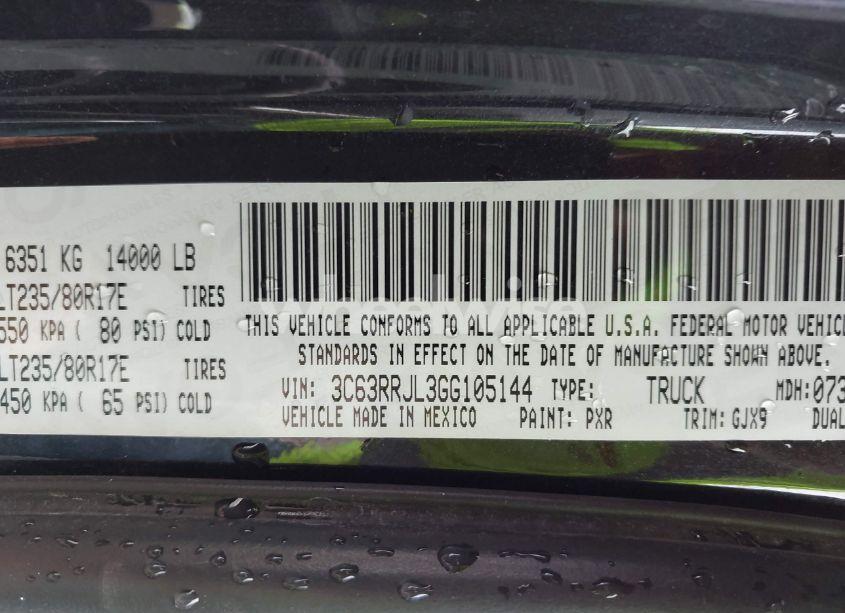 6351 KG 14000 LB
LT235/80R17E TIRES
550 KPA ( 80 PSI) COLD
LT235/80R17E TIRES
450 KPA ( 65 PSI) COLD
THIS VEHICLE CONFORMS TO ALL APPLICABLE U.S.A. FEDERAL MOTOR VEHIC
STANDARDS IN EFFECT ON THE DATE OF MANUFACTURE SHOWN ABOVE.
VIN: 3C63RRJL3GG105144 TYPE: TRUCK MDH:073
VEHICLE MADE IN MEXICO PAINT: PXR TRIM: GJX9 DUAL